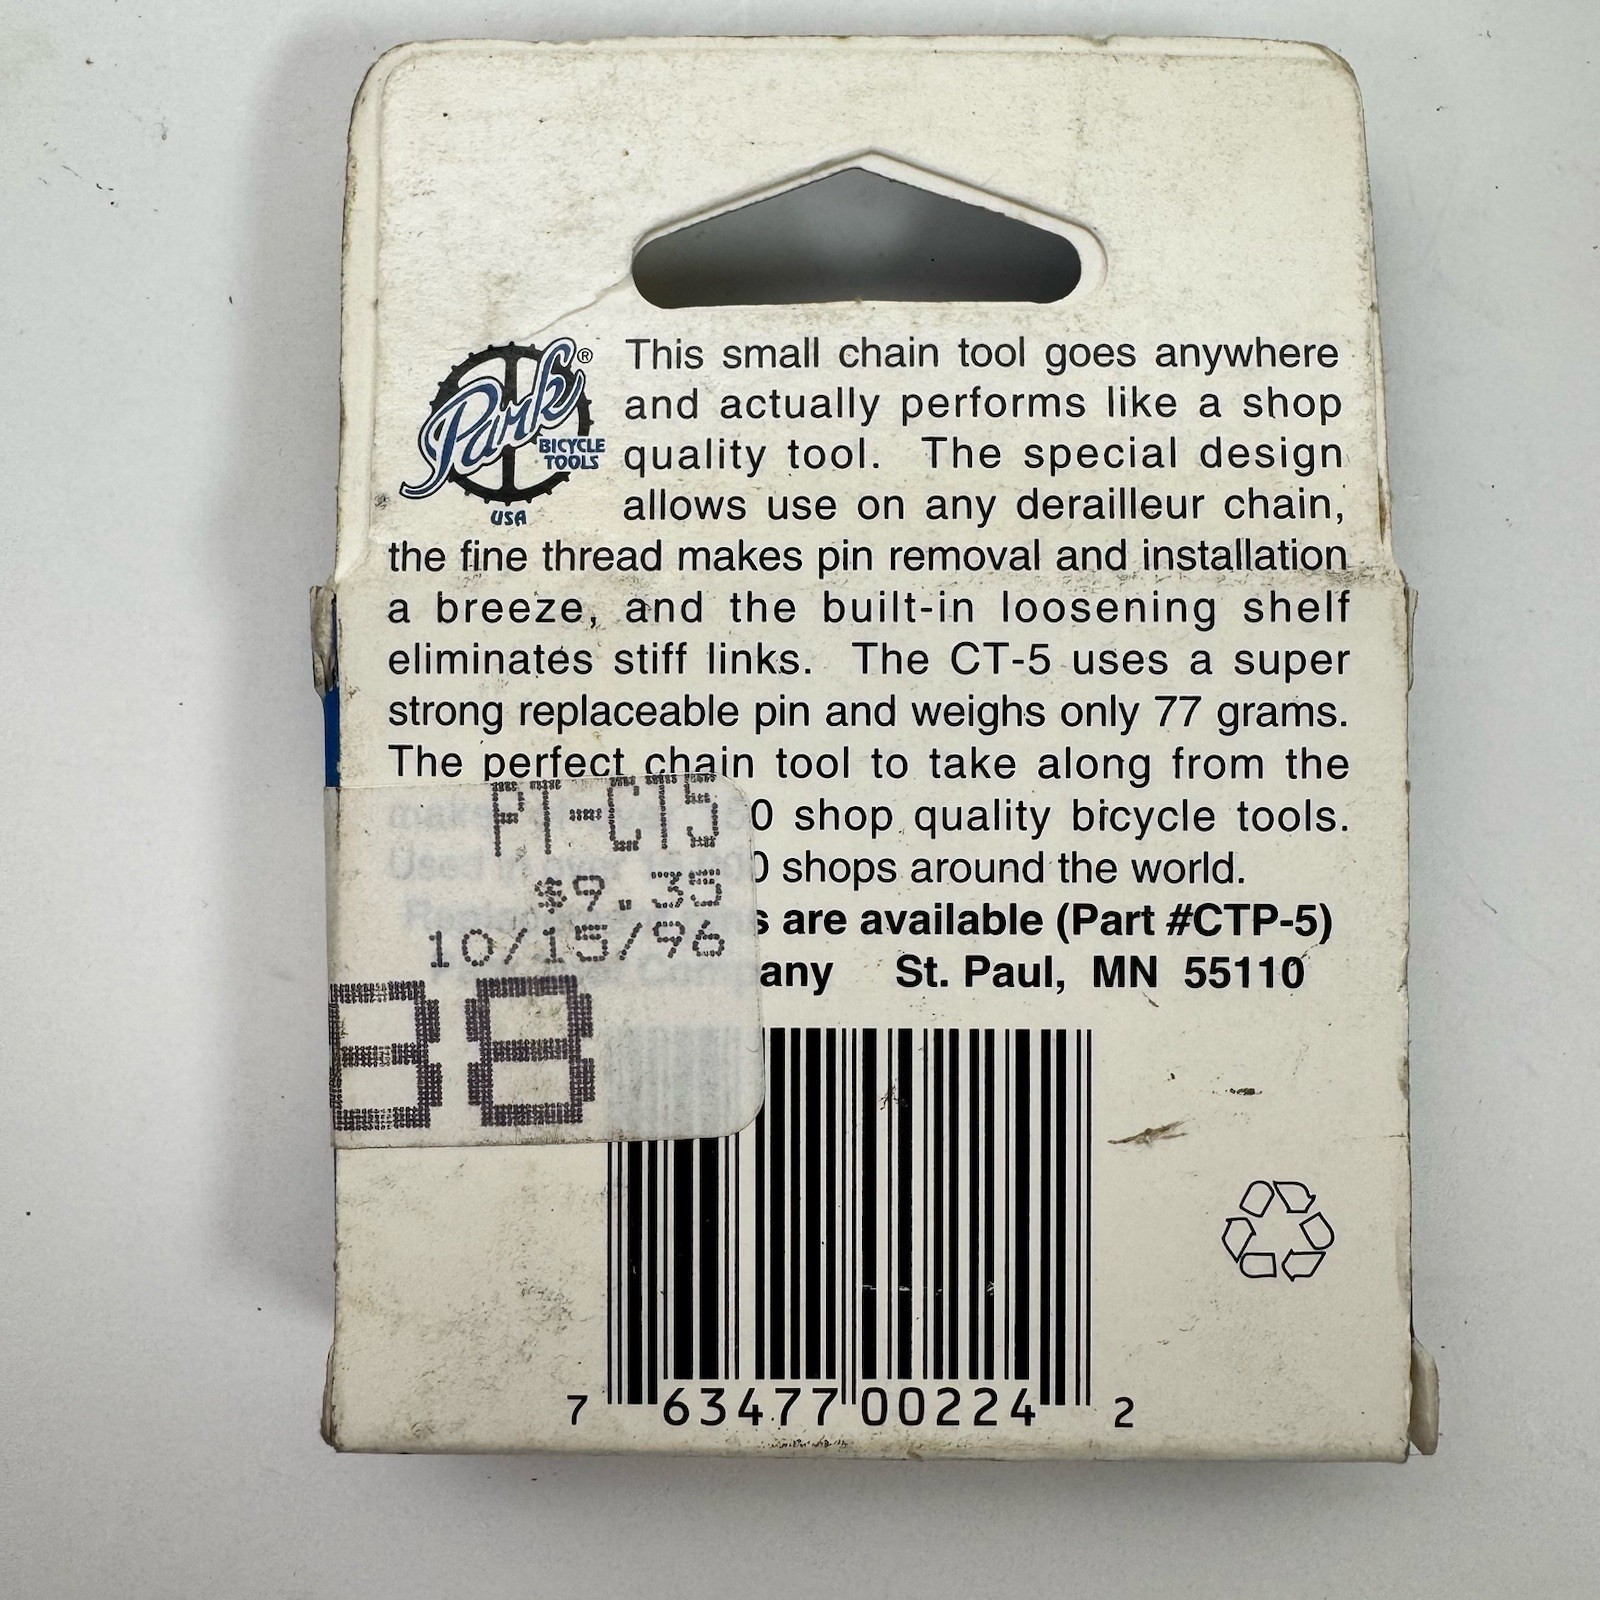 Park®
BICYCLE
TOOLS
USA
This small chain tool goes anywhere
and actually performs like a shop
quality tool. The special design
allows use on any derailleur chain,
the fine thread makes pin removal and installation
a breeze, and the built-in loosening shelf
eliminates stiff links. The CT-5 uses a super
strong replaceable pin and weighs only 77 grams.
The perfect chain tool to take along from the
shop quality bicycle tools.
Used in over shops around the world.
are available (Part #CTP-5)
St. Paul, MN 55110
PT-CT5
$9.35
10/15/96
88
7 63477 00224 2